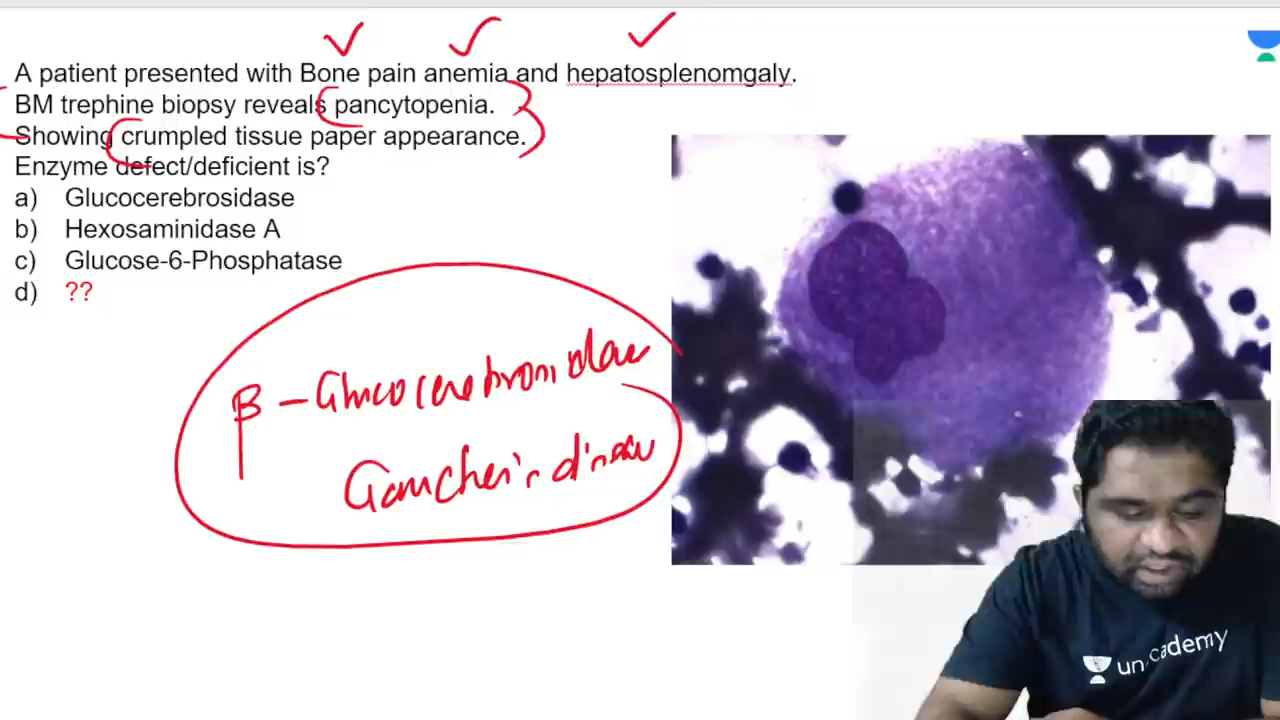 A patient presented with Bone pain anemia and hepatosplenomgaly.
BM trephine biopsy reveals pancytopenia.
Showing crumpled tissue paper appearance.
Enzyme defect/deficient is?
a) Glucocerebrosidase
b) Hexosaminidase A
c) Glucose-6-Phosphatase
d) ??
β - Glucocerebrosidase
Gaucher's disease
unacademy